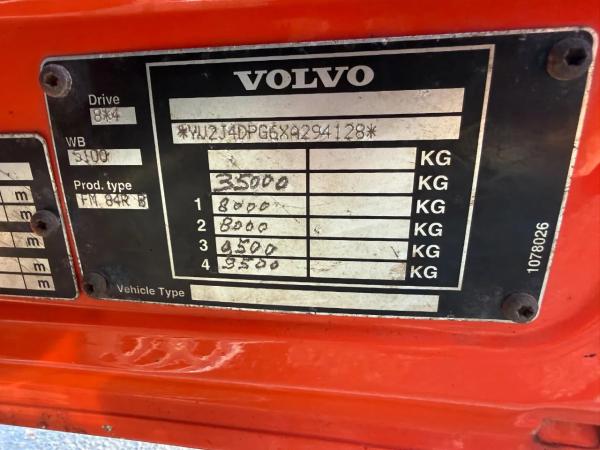 VOLVO
Drive
8*4
*YV2J4DPG6XA294128*
WB
5100
KG
Prod. type
35000 KG
FM 84R B
1 8000 KG
2 8000 KG
3 9500 KG
4 9500 KG
Vehicle Type
1078026
m
m
m
m